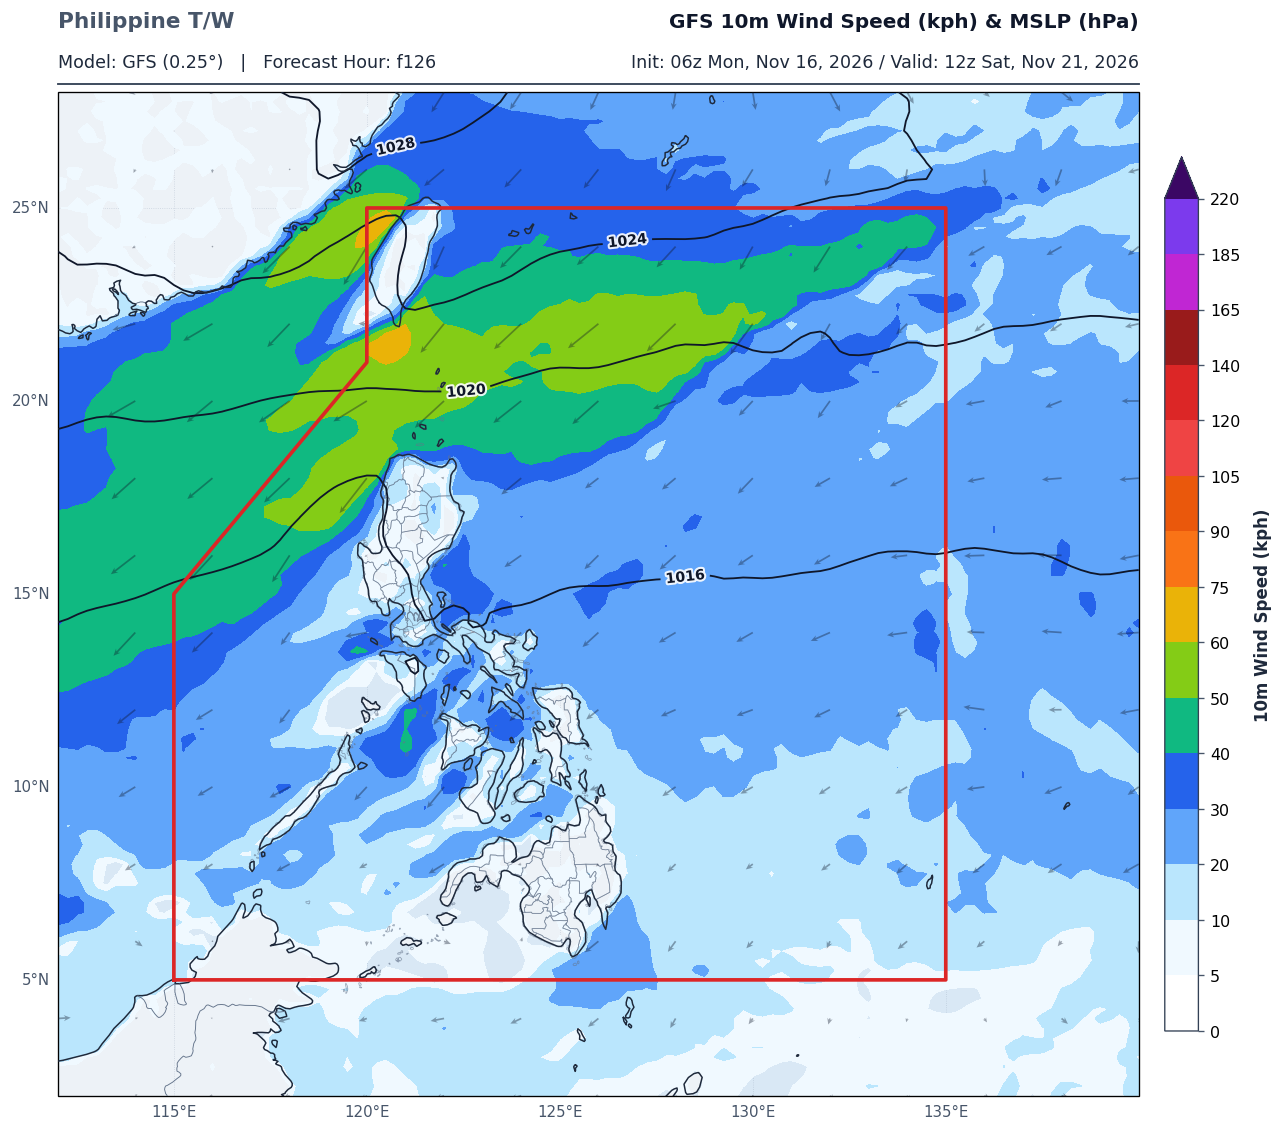 Philippine T/W
GFS 10m Wind Speed (kph) & MSLP (hPa)
Model: GFS (0.25°) | Forecast Hour: f126
Init: 06z Mon, Nov 16, 2026 / Valid: 12z Sat, Nov 21, 2026
1028
1024
1020
1016
25°N
20°N
15°N
10°N
5°N
115°E
120°E
125°E
130°E
135°E
220
185
165
140
120
105
90
75
60
50
40
30
20
10
5
0
10m Wind Speed (kph)